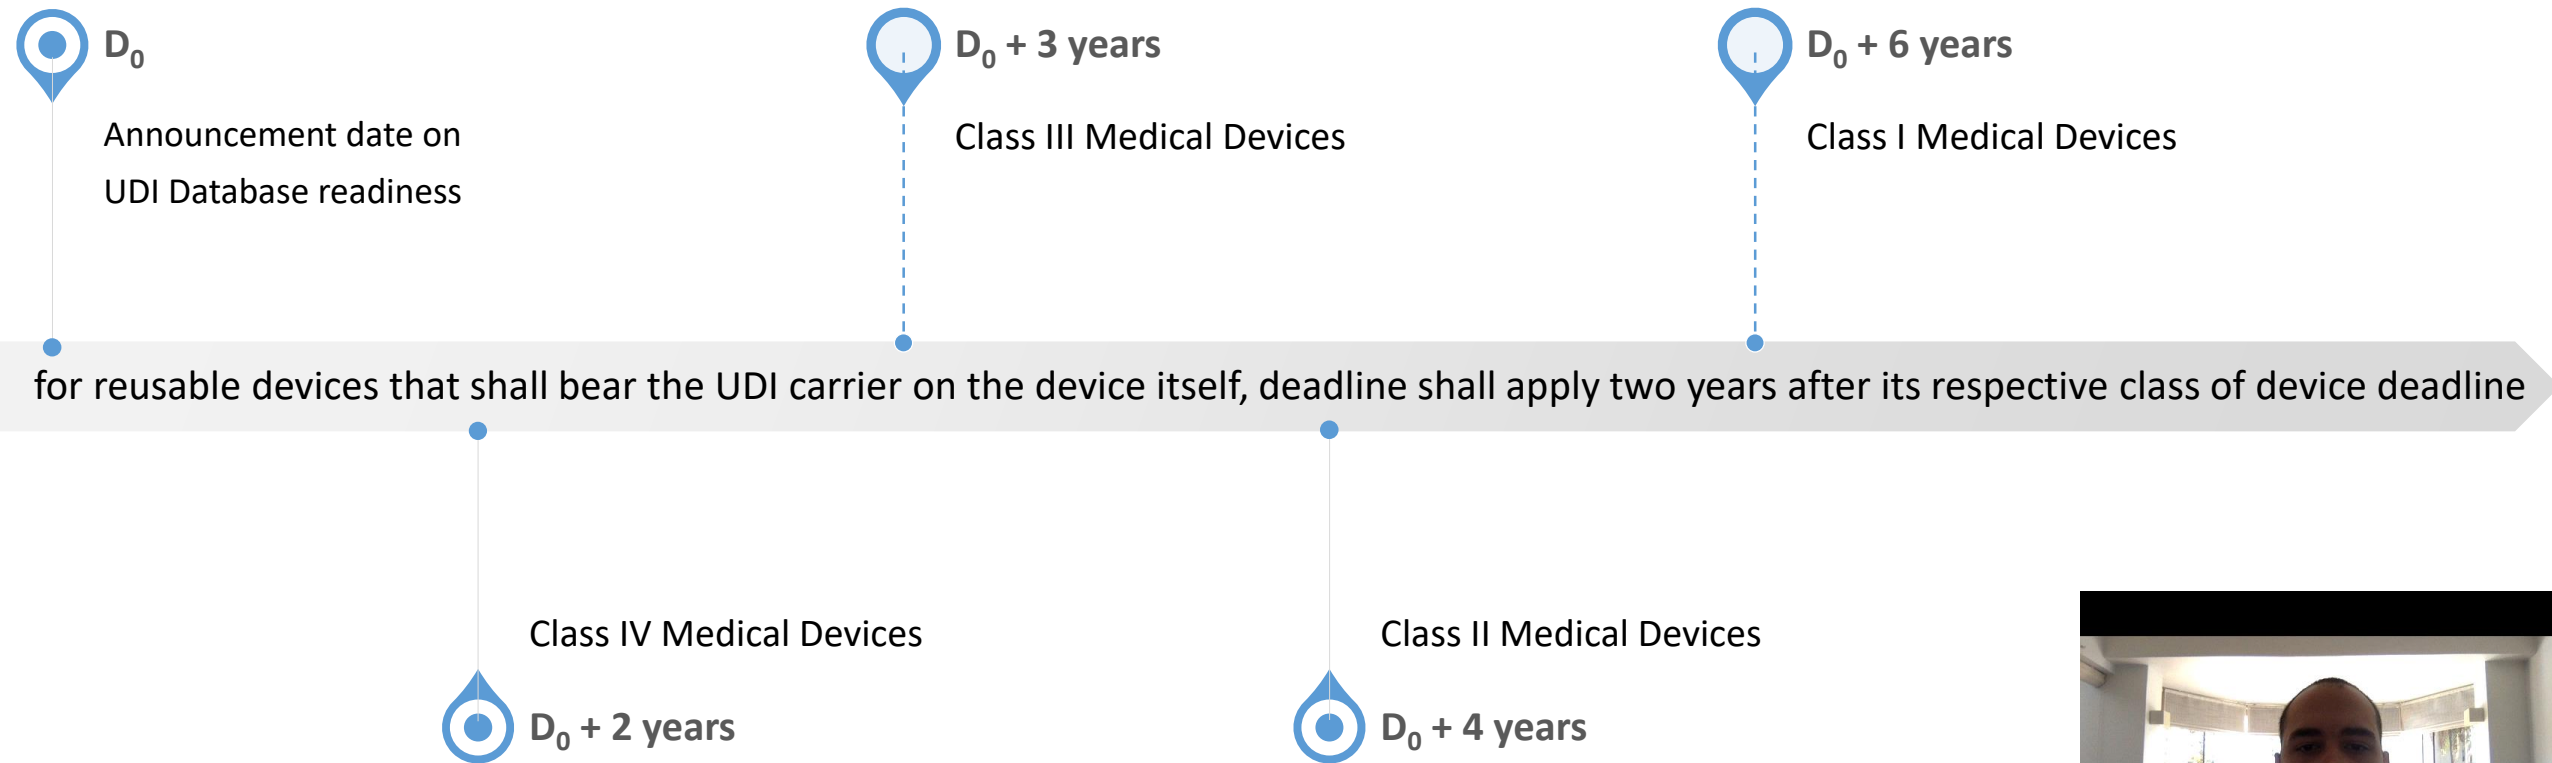 D₀
Announcement date on
UDI Database readiness
D₀ + 3 years
Class III Medical Devices
D₀ + 6 years
Class I Medical Devices
for reusable devices that shall bear the UDI carrier on the device itself, deadline shall apply two years after its respective class of device deadline
Class IV Medical Devices
D₀ + 2 years
Class II Medical Devices
D₀ + 4 years